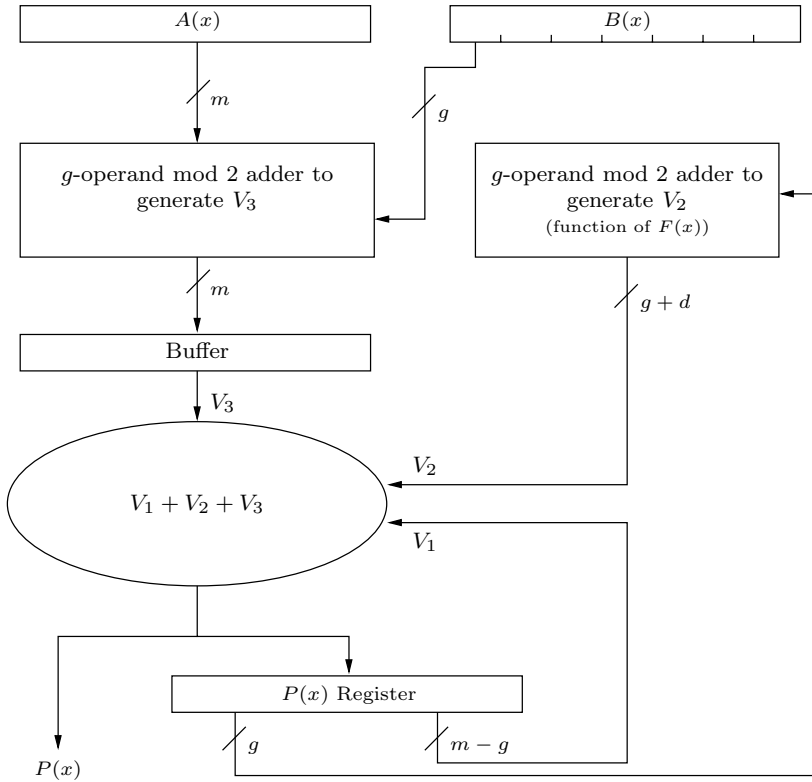 A(x)
B(x)
m
g
g-operand mod 2 adder to
generate V₃
g-operand mod 2 adder to
generate V₂
(function of F(x))
m
g + d
Buffer
V₃
V₂
V₁ + V₂ + V₃
V₁
P(x) Register
g
m − g
P(x)